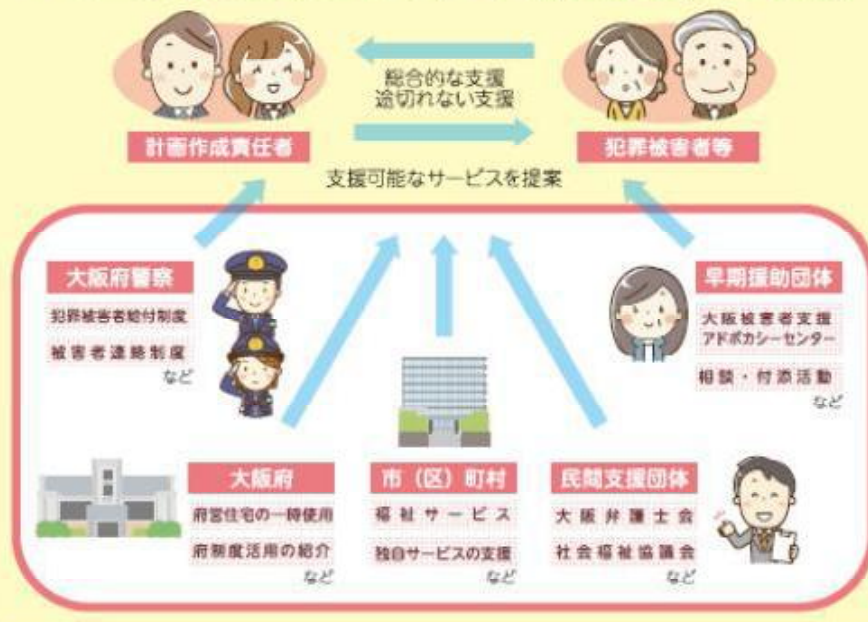 総合的な支援
途切れない支援
計画作成責任者
犯罪被害者等
支援可能なサービスを提案
大阪府警察
犯罪被害者給付制度
被害者連絡制度
など
早期援助団体
大阪被害者支援
アドボカシーセンター
相談・付添活動
など
大阪府
府営住宅の一時使用
府制度活用の紹介
など
市（区）町村
福祉サービス
独自サービスの支援
など
民間支援団体
大阪弁護士会
社会福祉協議会
など